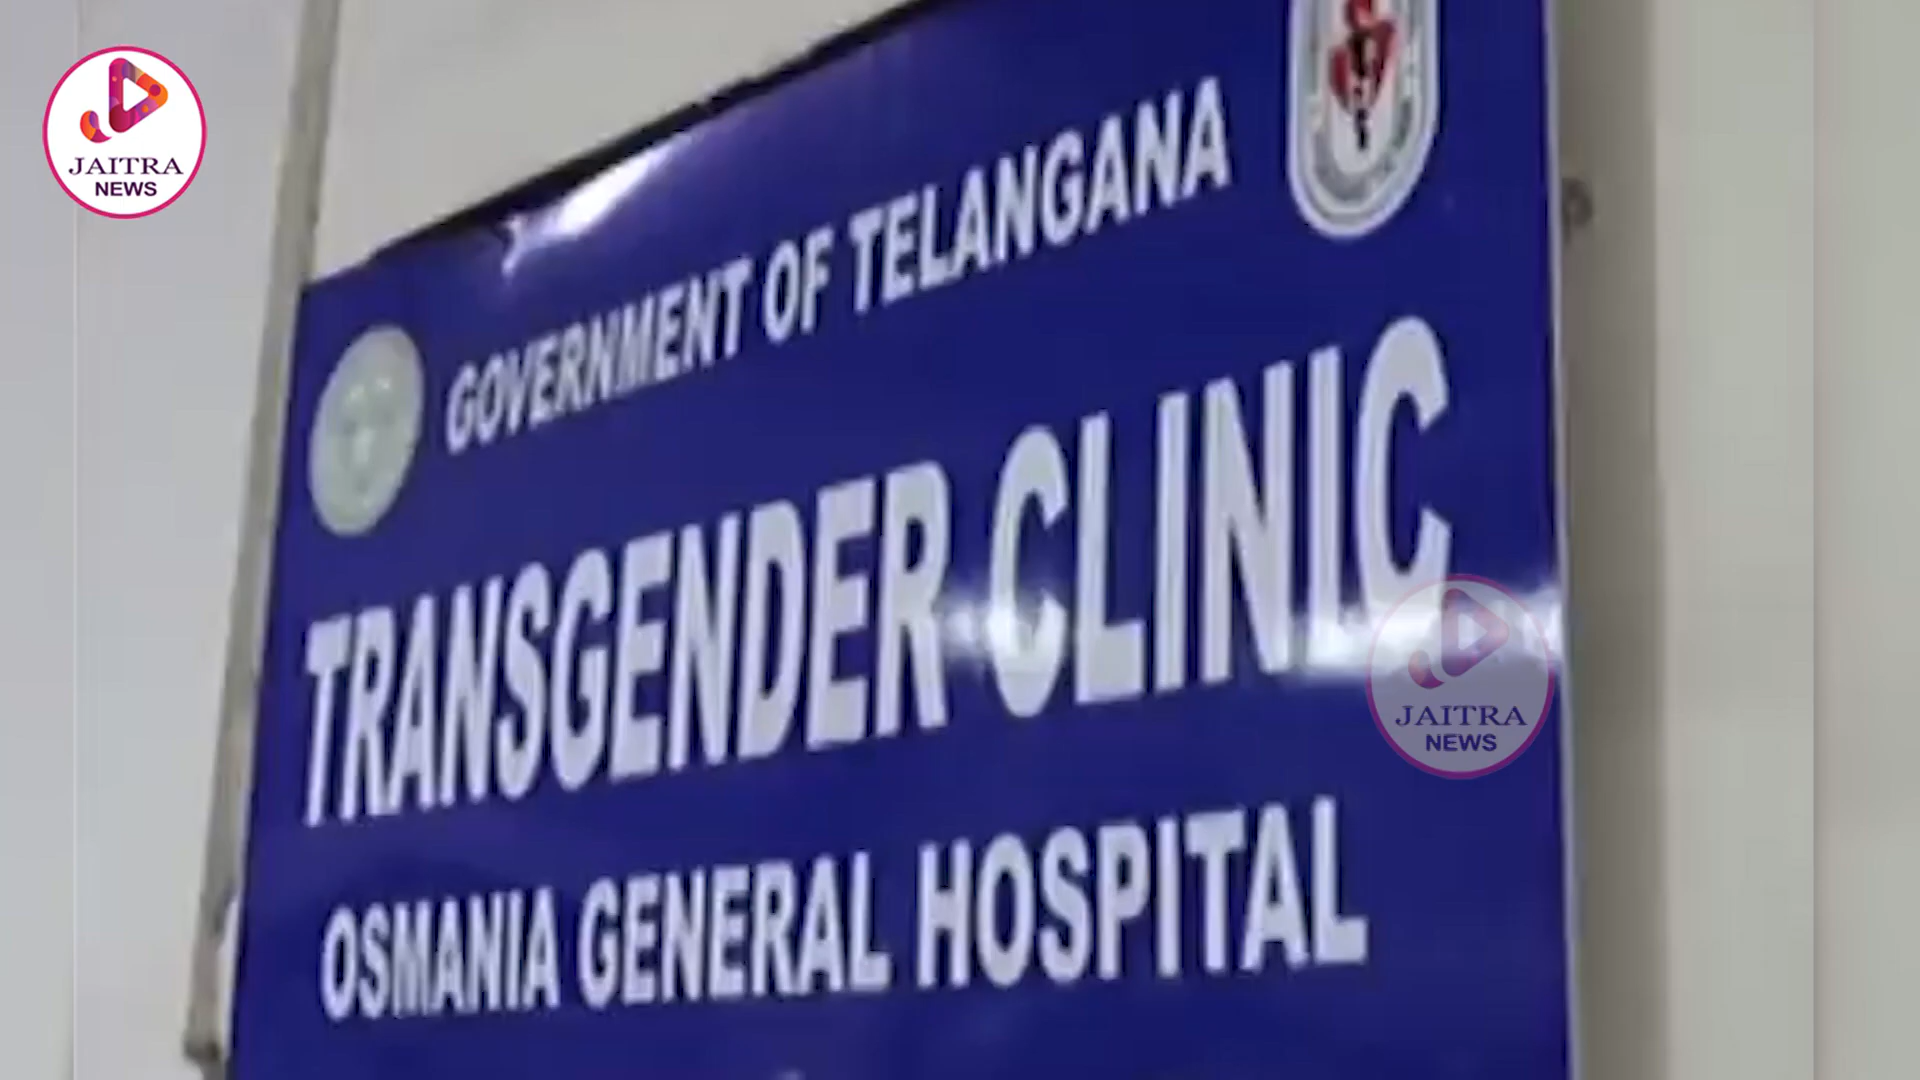 JAITRA
NEWS
GOVERNMENT OF TELANGANA
TRANSGENDER CLINIC
OSMANIA GENERAL HOSPITAL
JAITRA
NEWS